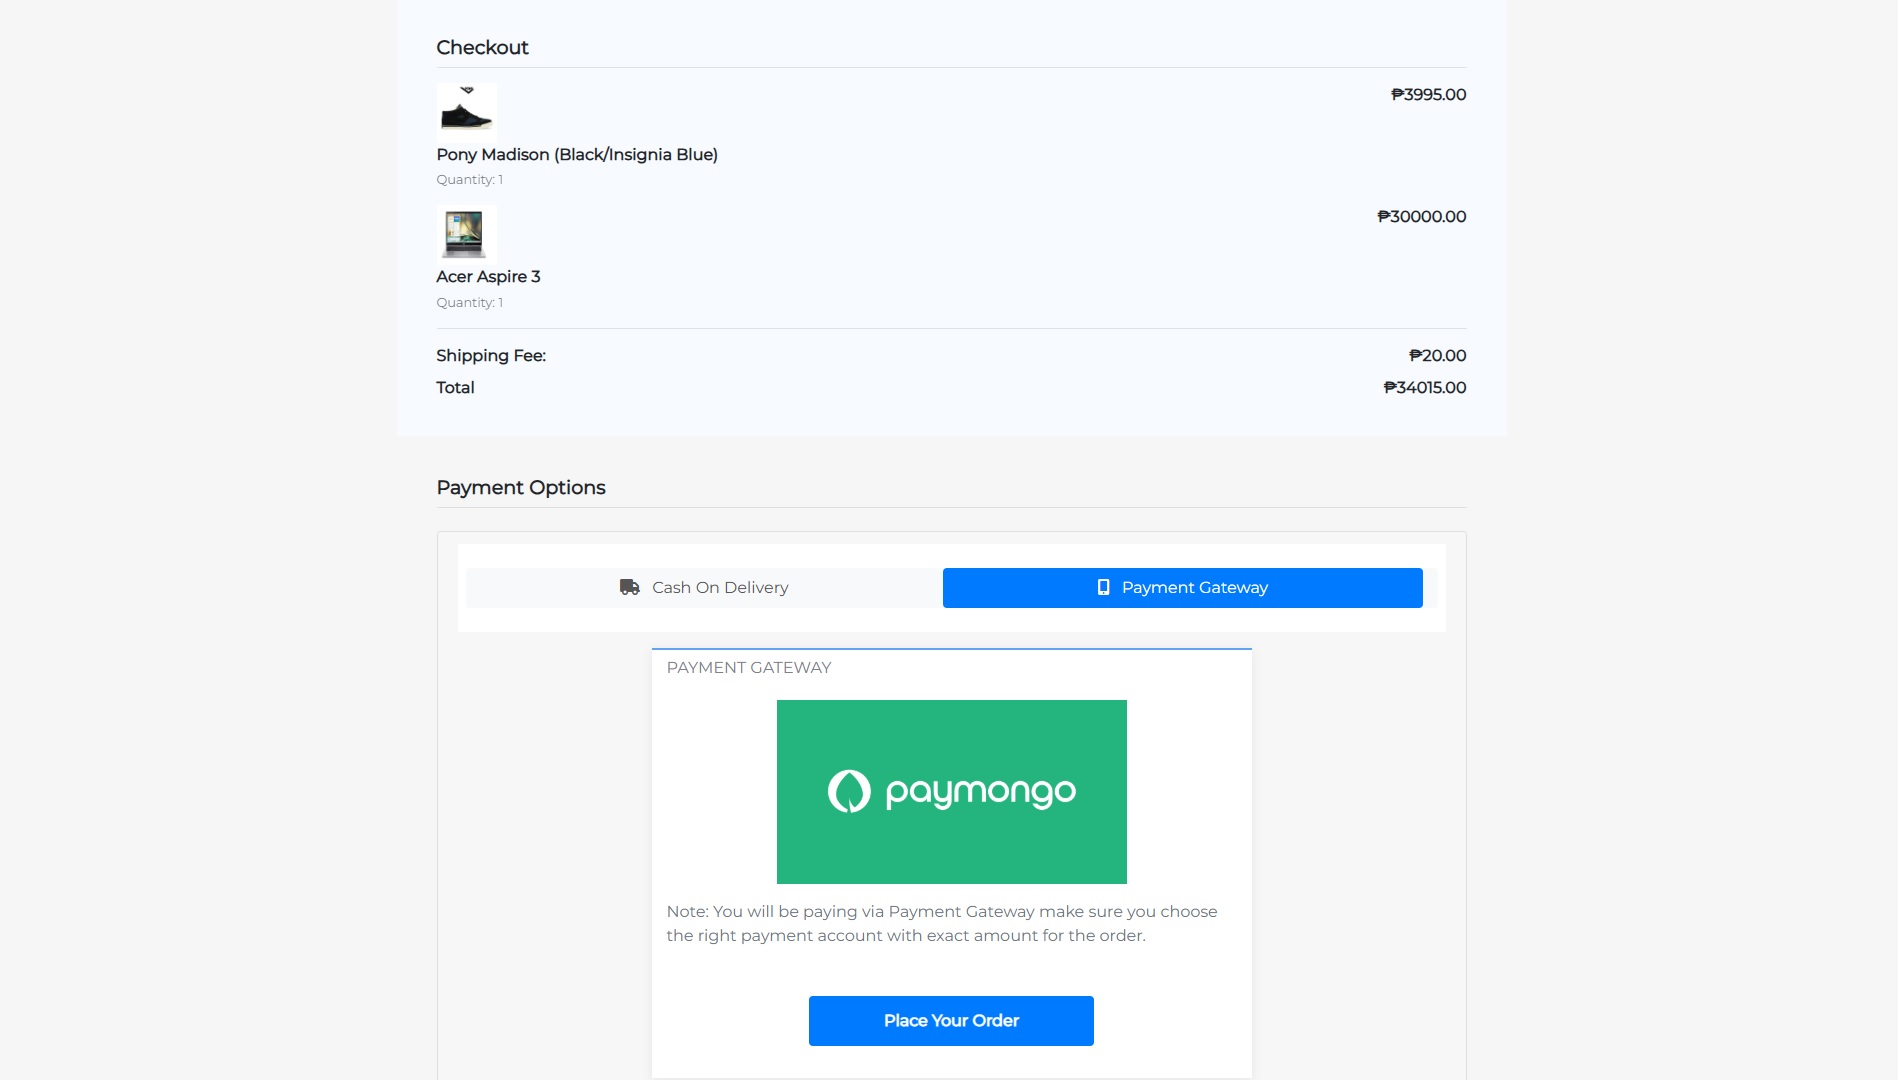 Checkout
₱3995.00
Pony Madison (Black/Insignia Blue)
Quantity: 1
₱30000.00
Acer Aspire 3
Quantity: 1
Shipping Fee: ₱20.00
Total ₱34015.00
Payment Options
Cash On Delivery
Payment Gateway
PAYMENT GATEWAY
paymongo
Note: You will be paying via Payment Gateway make sure you choose
the right payment account with exact amount for the order.
Place Your Order